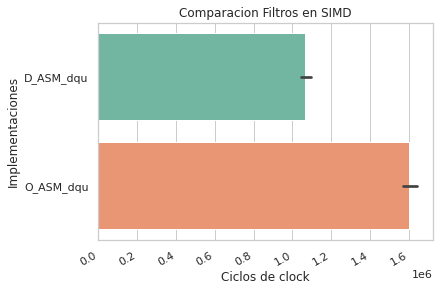 Comparacion Filtros en SIMD
Implementaciones
D_ASM_dqu
O_ASM_dqu
0.0 0.2 0.4 0.6 0.8 1.0 1.2 1.4 1.6
1e6
Ciclos de clock